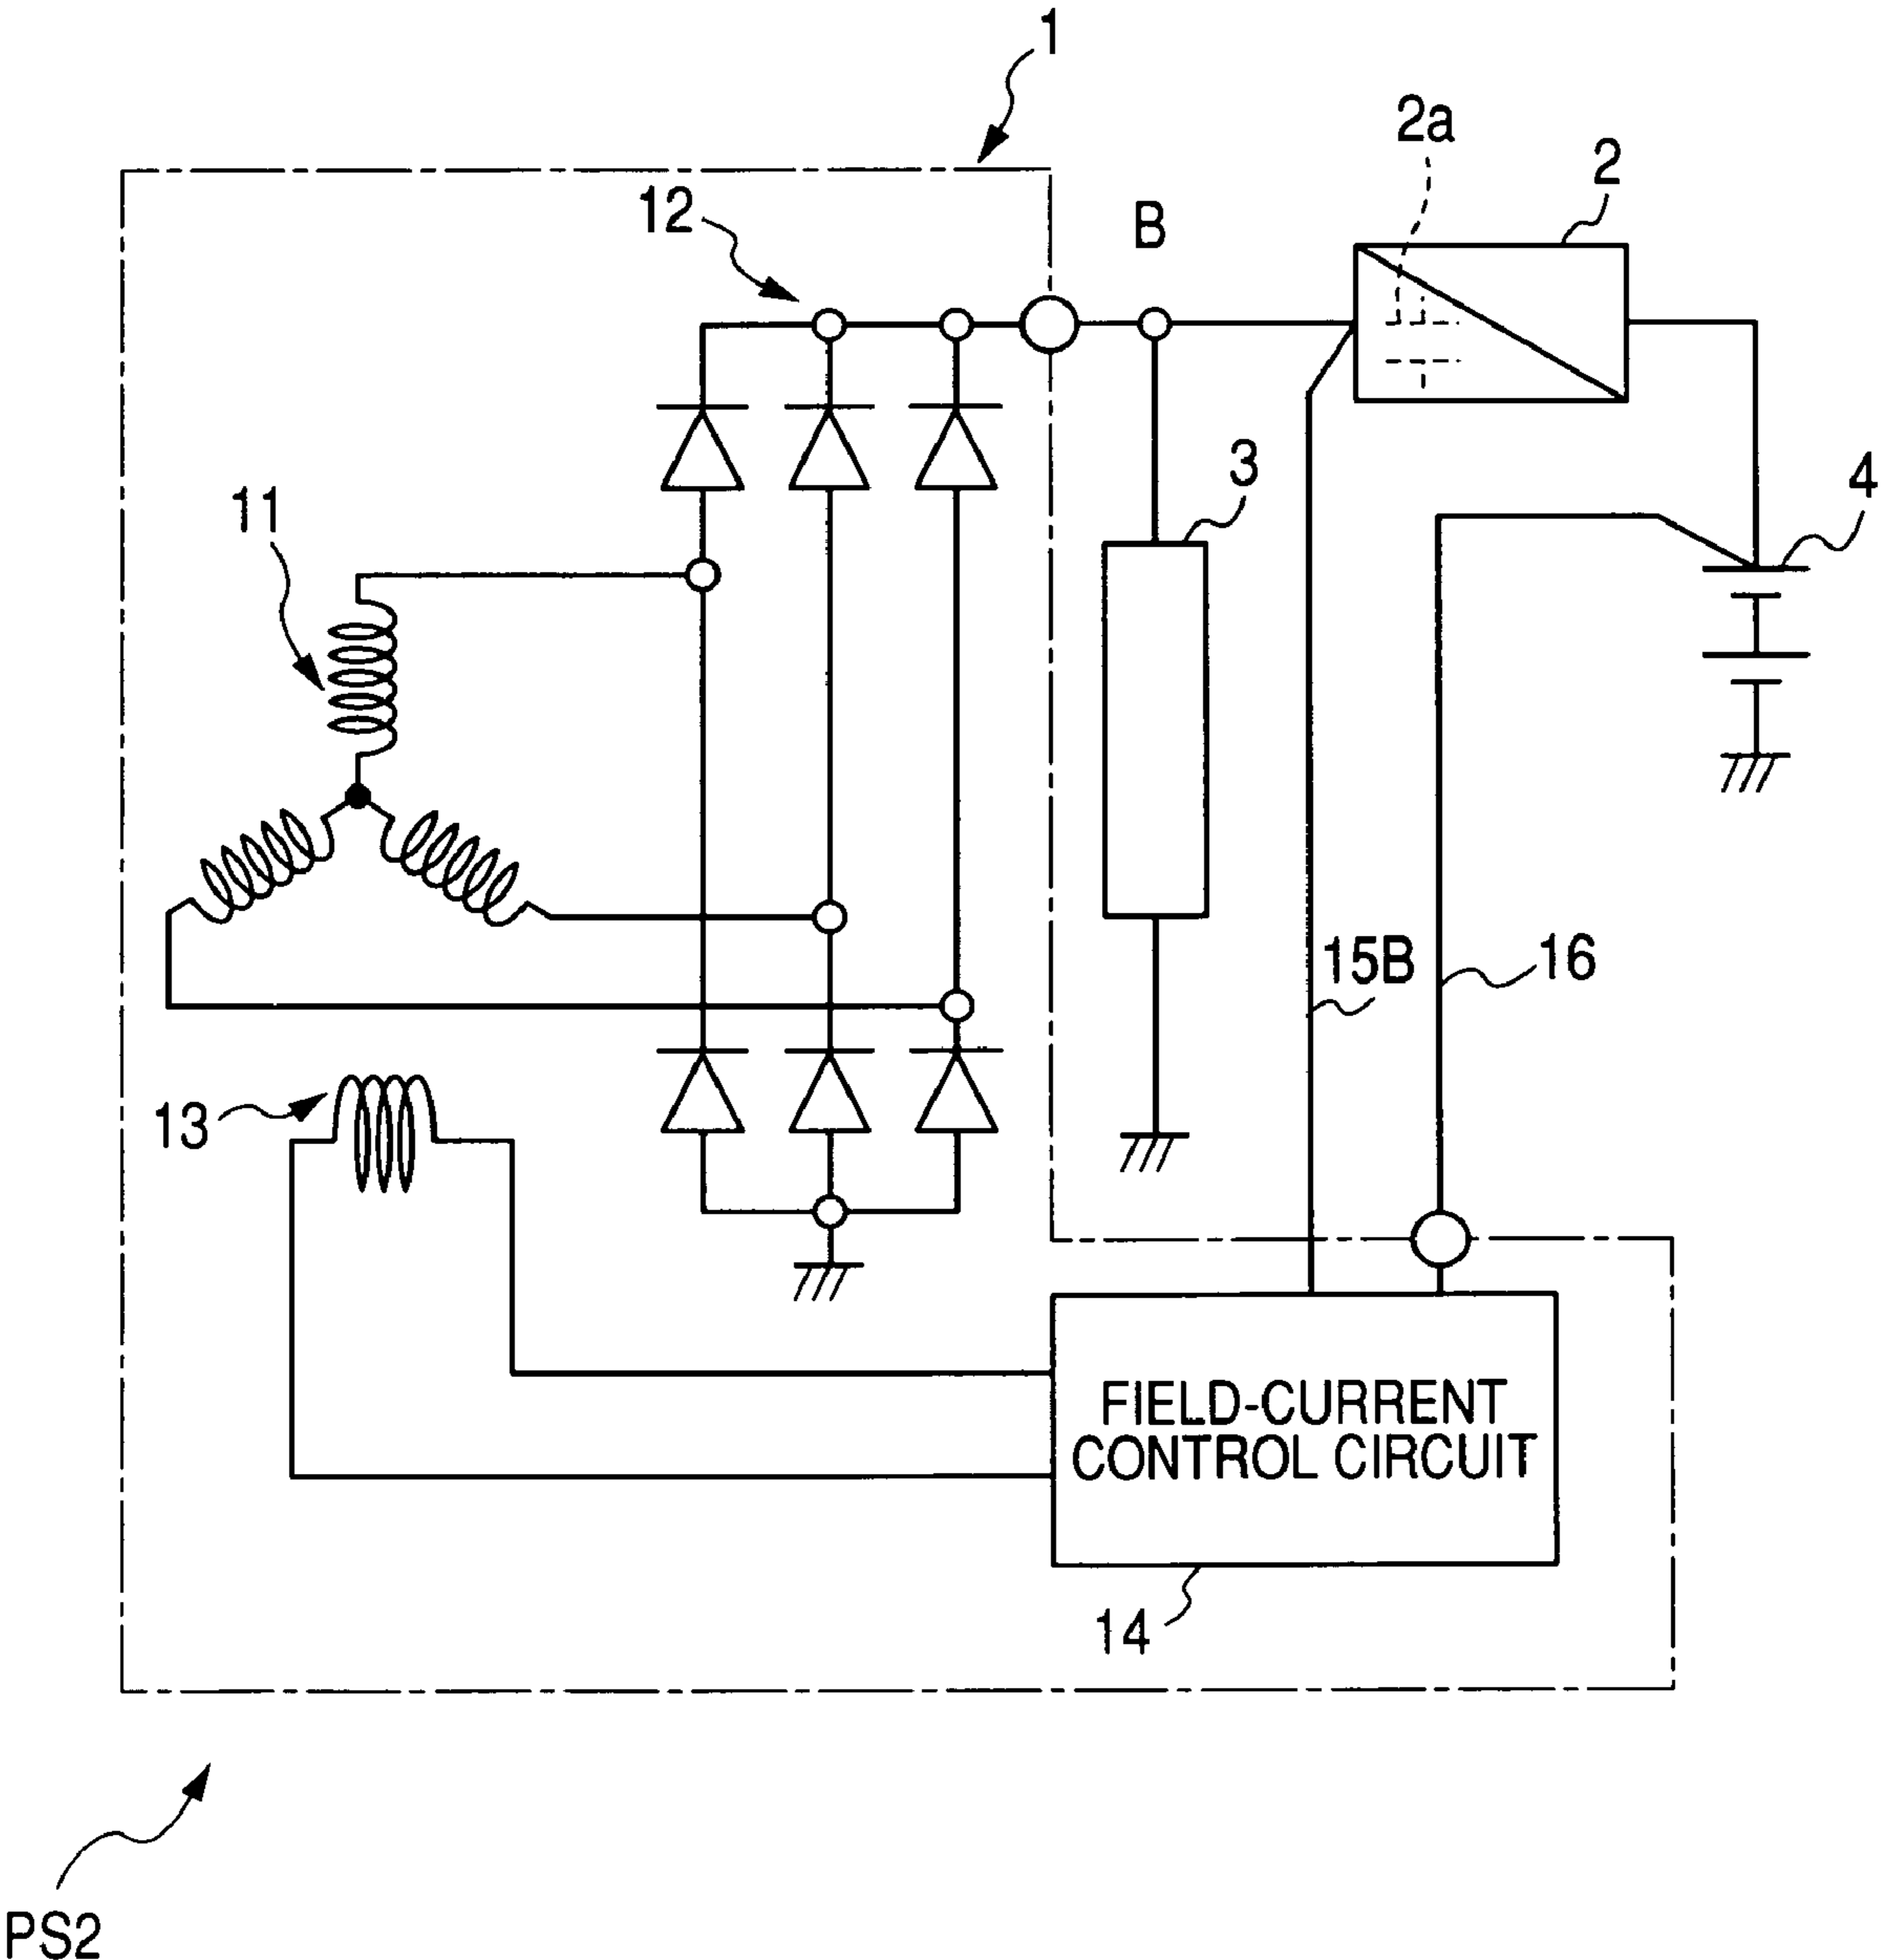 1
2a
2
12
B
3
4
11
15B
16
13
FIELD-CURRENT
CONTROL CIRCUIT
14
PS2